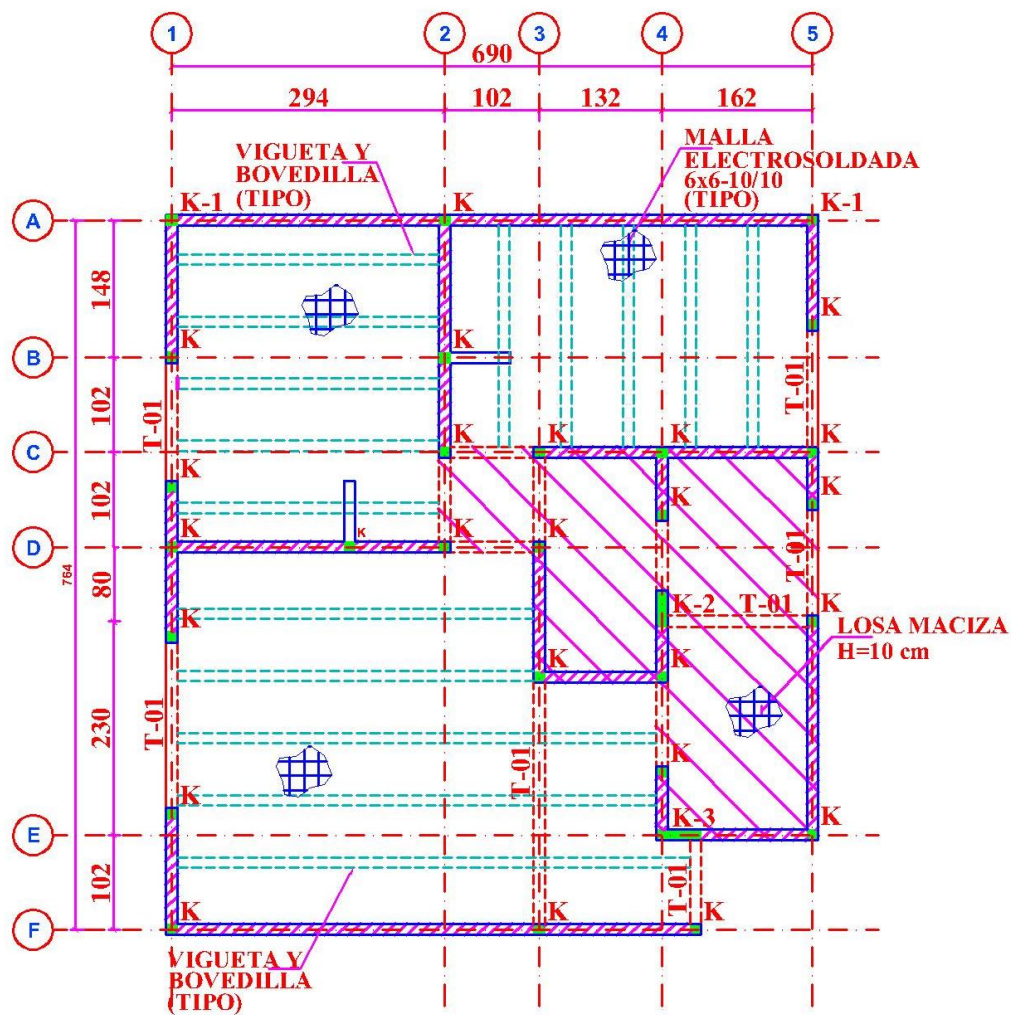 1 2 3 4 5
690
294 102 132 162
MALLA
ELECTROSOLDADA
6x6-10/10
(TIPO)
VIGUETA Y
BOVEDILLA
(TIPO)
K-1 K K-1
A
148
K
K K
B
102
T-01 T-01
K K K K
C
102
K K K
K K K K
D
764
80
T-01
K-2 T-01 K
K
LOSA MACIZA
H=10 cm
K K
230
T-01 T-01
K
K
K-3 K
E
102
T-01
K K K
F
VIGUETA Y
BOVEDILLA
(TIPO)